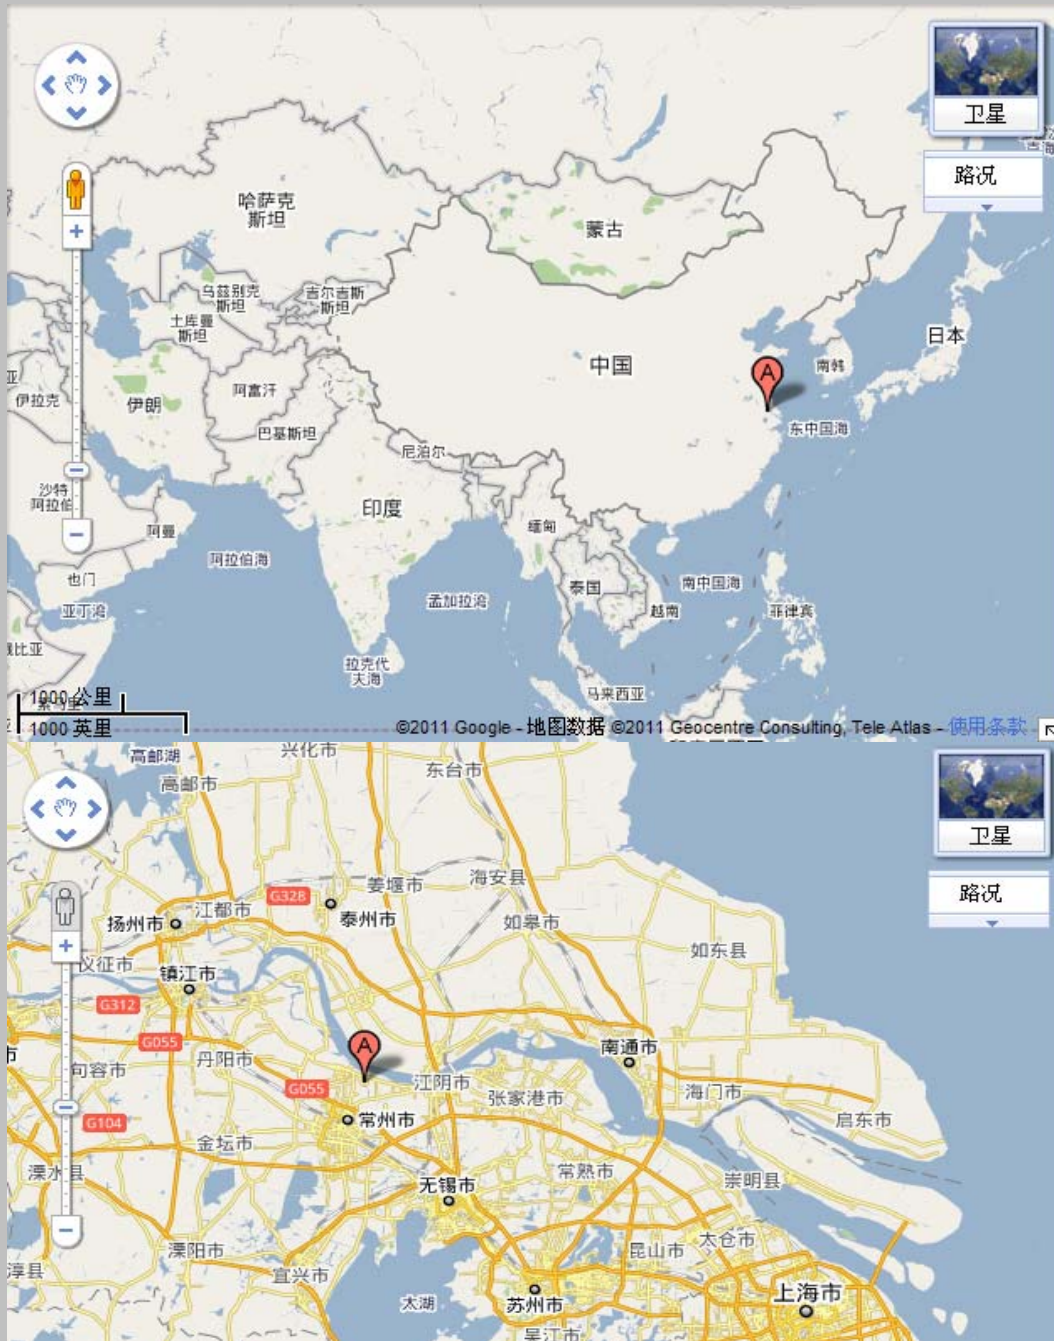 卫星
路况
哈萨克
斯坦
蒙古
乌兹别克
斯坦
吉尔吉斯
斯坦
土库曼
斯坦
日本
中国
南韩
A
阿富汗
伊拉克
伊朗
巴基斯坦
东中国海
尼泊尔
沙特
阿拉伯
印度
阿曼
缅甸
阿拉伯海
也门
泰国
南中国海
孟加拉湾
亚丁湾
越南
菲律宾
比亚
拉克代
夫海
马来西亚
1000 公里
1000 英里
©2011 Google - 地图数据 ©2011 Geocentre Consulting, Tele Atlas - 使用条款
高邮湖
兴化市
东台市
高邮市
卫星
路况
姜堰市
海安县
G328
江都市
泰州市
扬州市
如皋市
如东县
仪征市
镇江市
G312
G055
A
南通市
丹阳市
句容市
江阴市
G055
张家港市
海门市
G104
常州市
启东市
金坛市
溧水县
常熟市
崇明县
无锡市
溧阳市
昆山市
太仓市
淳县
宜兴市
太湖
苏州市
上海市
吴江市